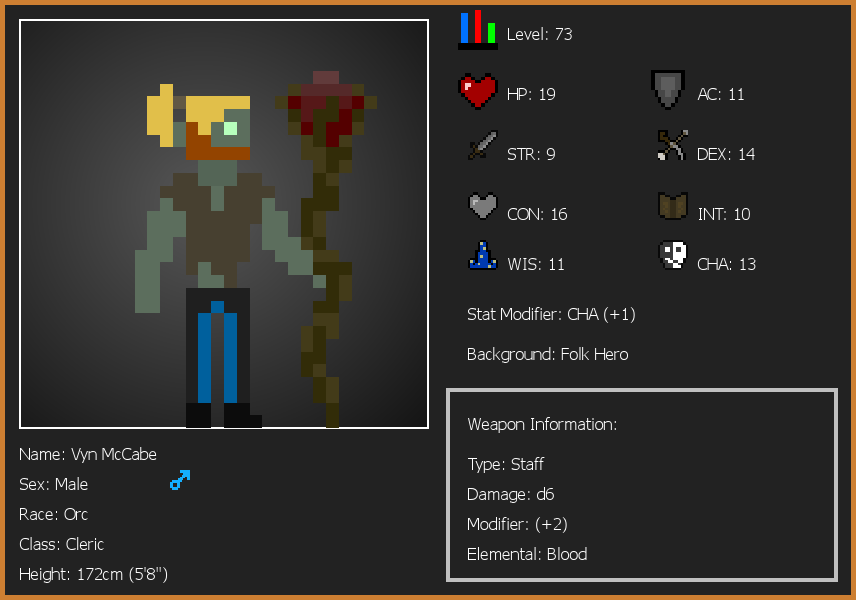 Level: 73
HP: 19
AC: 11
STR: 9
DEX: 14
CON: 16
INT: 10
WIS: 11
CHA: 13
Stat Modifier: CHA (+1)
Background: Folk Hero
Weapon Information:
Type: Staff
Damage: d6
Modifier: (+2)
Elemental: Blood
Name: Vyn McCabe
Sex: Male
Race: Orc
Class: Cleric
Height: 172cm (5'8")